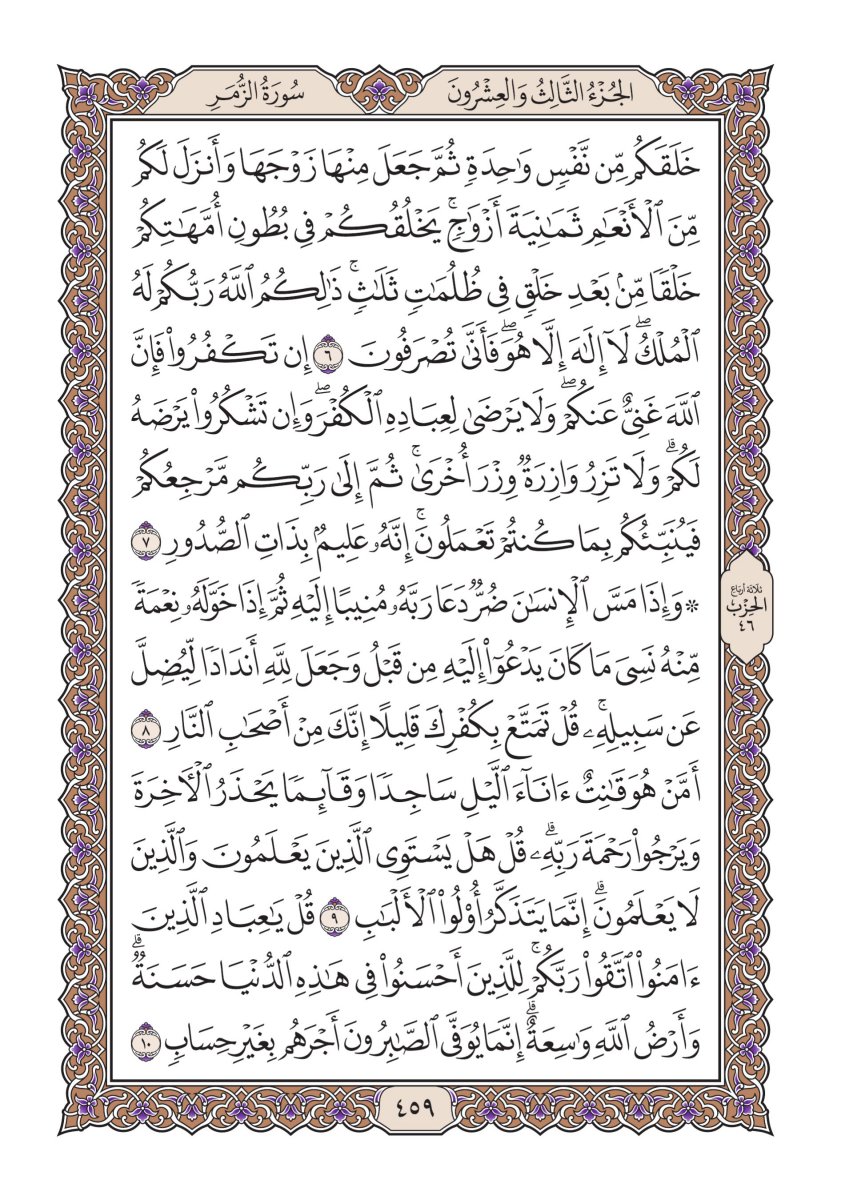 الجُزْءُ الثَّالِثُ وَالعِشْرُونَ
سُورَةُ الزُّمَرِ
خَلَقَكُم مِّن نَّفْسٖ وَٰحِدَةٖ ثُمَّ جَعَلَ مِنْهَا زَوْجَهَا وَأَنزَلَ لَكُم
مِّنَ ٱلْأَنْعَٰمِ ثَمَٰنِيَةَ أَزْوَٰجٖۚ يَخْلُقُكُمْ فِي بُطُونِ أُمَّهَٰتِكُمْ
خَلْقٗا مِّنۢ بَعْدِ خَلْقٖ فِي ظُلُمَٰتٖ ثَلَٰثٖۚ ذَٰلِكُمُ ٱللَّهُ رَبُّكُمْ لَهُ
ٱلْمُلْكُۖ لَآ إِلَٰهَ إِلَّا هُوَۖ فَأَنَّىٰ تُصْرَفُونَ ٦ إِن تَكْفُرُواْ فَإِنَّ
ٱللَّهَ غَنِيٌّ عَنكُمْۖ وَلَا يَرْضَىٰ لِعِبَادِهِ ٱلْكُفْرَۖ وَإِن تَشْكُرُواْ يَرْضَهُ
لَكُمْۗ وَلَا تَزِرُ وَازِرَةٞ وِزْرَ أُخْرَىٰۚ ثُمَّ إِلَىٰ رَبِّكُم مَّرْجِعُكُمْ
فَيُنَبِّئُكُم بِمَا كُنتُمْ تَعْمَلُونَۚ إِنَّهُۥ عَلِيمُۢ بِذَاتِ ٱلصُّدُورِ ٧
۞ وَإِذَا مَسَّ ٱلْإِنسَٰنَ ضُرّٞ دَعَا رَبَّهُۥ مُنِيبًا إِلَيْهِ ثُمَّ إِذَا خَوَّلَهُۥ نِعْمَةٗ
مِّنْهُ نَسِيَ مَا كَانَ يَدْعُوٓاْ إِلَيْهِ مِن قَبْلُ وَجَعَلَ لِلَّهِ أَندَادٗا لِّيُضِلَّ
عَن سَبِيلِهِۦۚ قُلْ تَمَتَّعْ بِكُفْرِكَ قَلِيلًا إِنَّكَ مِنْ أَصْحَٰبِ ٱلنَّارِ ٨
أَمَّنْ هُوَ قَٰنِتٌ ءَانَآءَ ٱلَّيْلِ سَاجِدٗا وَقَآئِمٗا يَحْذَرُ ٱلْأٓخِرَةَ
وَيَرْجُواْ رَحْمَةَ رَبِّهِۦۗ قُلْ هَلْ يَسْتَوِي ٱلَّذِينَ يَعْلَمُونَ وَٱلَّذِينَ
لَا يَعْلَمُونَۗ إِنَّمَا يَتَذَكَّرُ أُوْلُواْ ٱلْأَلْبَٰبِ ٩ قُلْ يَٰعِبَادِ ٱلَّذِينَ
ءَامَنُواْ ٱتَّقُواْ رَبَّكُمْۚ لِلَّذِينَ أَحْسَنُواْ فِي هَٰذِهِ ٱلدُّنْيَا حَسَنَةٞۗ
وَأَرْضُ ٱللَّهِ وَٰسِعَةٌۗ إِنَّمَا يُوَفَّى ٱلصَّٰبِرُونَ أَجْرَهُم بِغَيْرِ حِسَابٖ ١٠
ثلاثة أرباع
الحِزْب
٤٦
٤٥٩